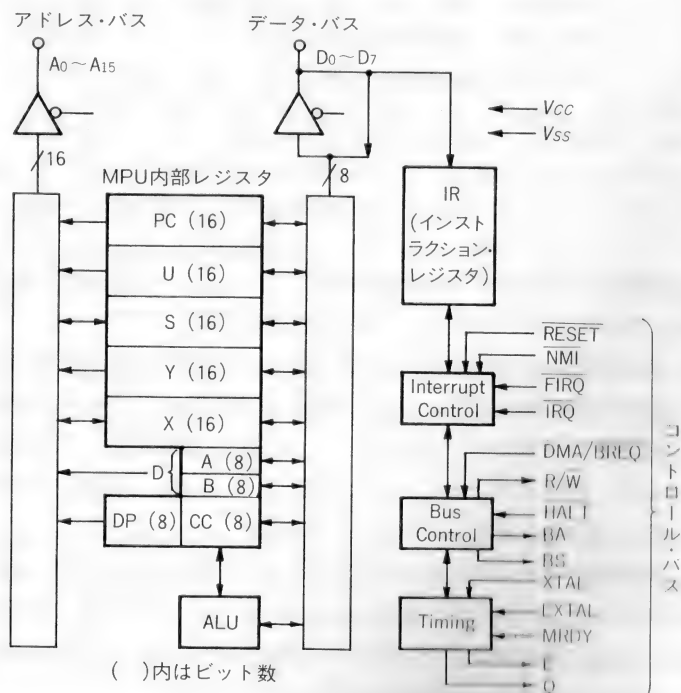 アドレス・バス
A0～A15
16
データ・バス
D0～D7
8
VCC
VSS
MPU内部レジスタ
PC (16)
U (16)
S (16)
Y (16)
X (16)
D
A (8)
B (8)
DP (8)
CC (8)
ALU
( )内はビット数
IR
(インスト
ラクション・
レジスタ)
Interrupt
Control
RESET
NMI
FIRQ
IRQ
Bus
Control
DMA/BREQ
R/W
HALT
BA
BS
Timing
XTAL
EXTAL
MRDY
E
Q
コントロール・バス